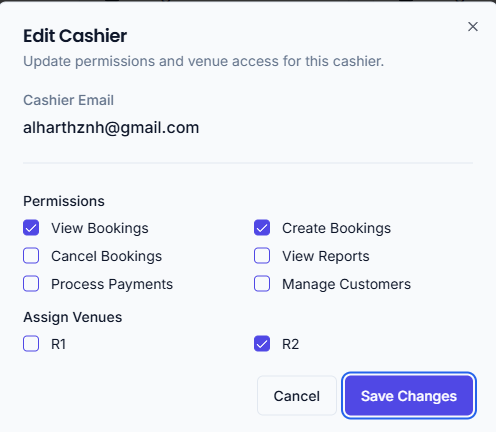 Edit Cashier
Update permissions and venue access for this cashier.
Cashier Email
alharthznh@gmail.com
Permissions
View Bookings
Create Bookings
Cancel Bookings
View Reports
Process Payments
Manage Customers
Assign Venues
R1
R2
Cancel
Save Changes